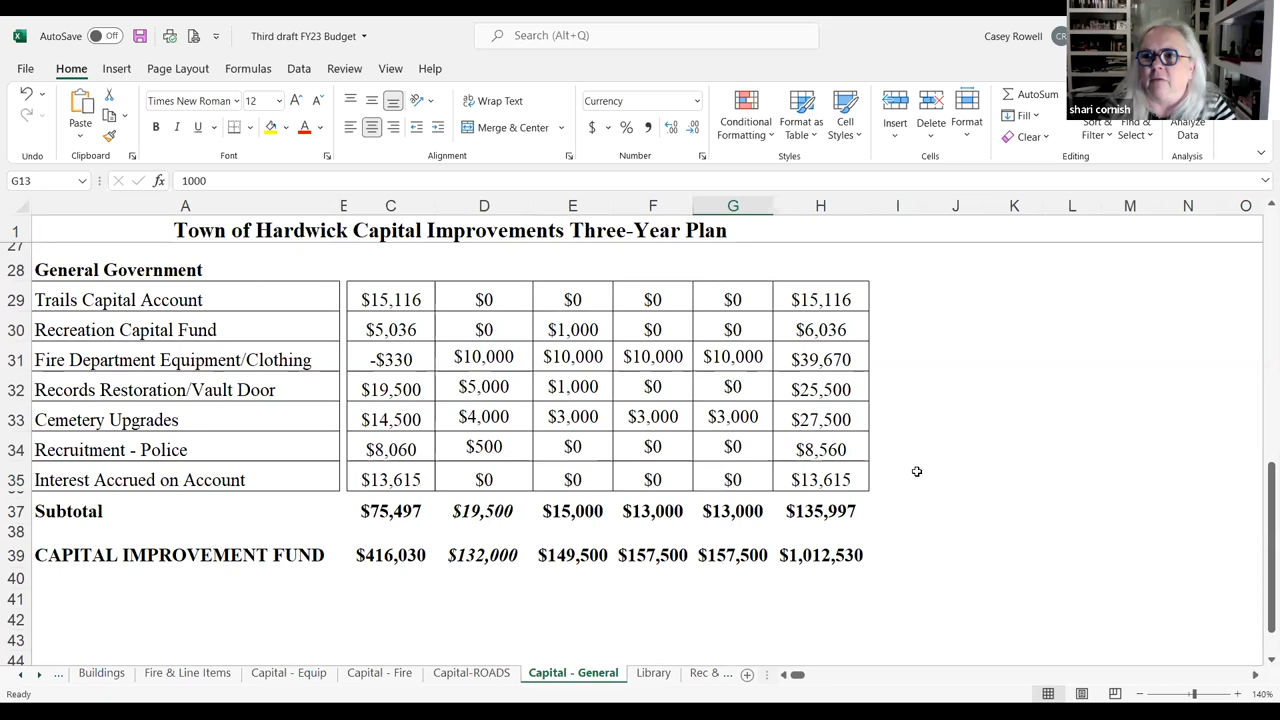 AutoSave Off Third draft FY23 Budget Search (Alt+Q) Casey Rowell CR
File Home Insert Page Layout Formulas Data Review View Help
shari cornish
Paste Times New Roman 12 Wrap Text Currency Conditional Formatting Format as Table Cell Styles Insert Delete Format AutoSum
B I U Merge & Center $ % Fill Clear Sort & Filter Find & Select Analyze Data
Undo Clipboard Font Alignment Number Styles Cells Editing Analysis
G13 fx 1000
A E C D E F G H I J K L M N O
1 Town of Hardwick Capital Improvements Three-Year Plan
27
28 General Government
29 Trails Capital Account $15,116 $0 $0 $0 $0 $15,116
30 Recreation Capital Fund $5,036 $0 $1,000 $0 $0 $6,036
31 Fire Department Equipment/Clothing -$330 $10,000 $10,000 $10,000 $10,000 $39,670
32 Records Restoration/Vault Door $19,500 $5,000 $1,000 $0 $0 $25,500
33 Cemetery Upgrades $14,500 $4,000 $3,000 $3,000 $3,000 $27,500
34 Recruitment - Police $8,060 $500 $0 $0 $0 $8,560
35 Interest Accrued on Account $13,615 $0 $0 $0 $0 $13,615
37 Subtotal $75,497 $19,500 $15,000 $13,000 $13,000 $135,997
38
39 CAPITAL IMPROVEMENT FUND $416,030 $132,000 $149,500 $157,500 $157,500 $1,012,530
40
41
42
43
44
... Buildings Fire & Line Items Capital - Equip Capital - Fire Capital-ROADS Capital - General Library Rec & ...
Ready 140%